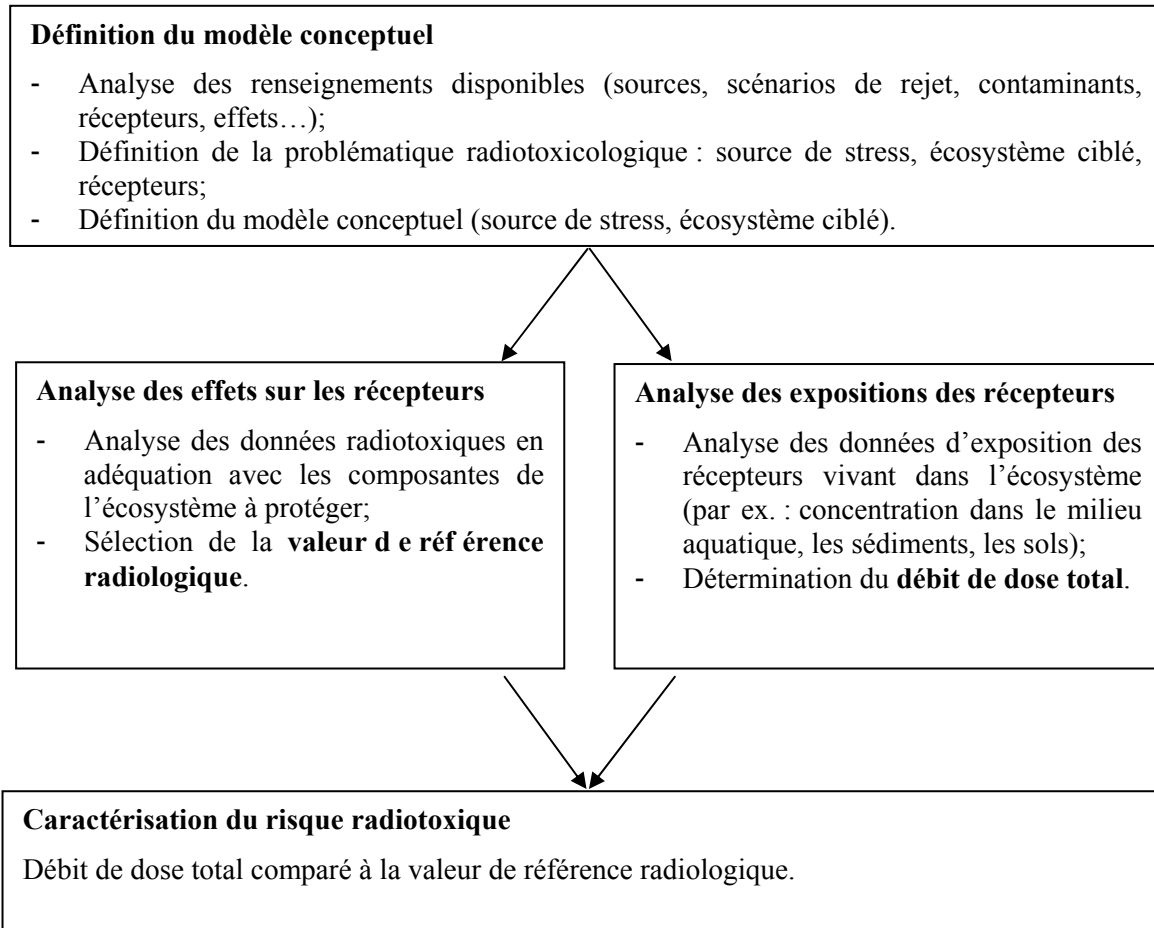 Définition du modèle conceptuel
- Analyse des renseignements disponibles (sources, scénarios de rejet, contaminants,
récepteurs, effets…);
- Définition de la problématique radiotoxicologique : source de stress, écosystème ciblé,
récepteurs;
- Définition du modèle conceptuel (source de stress, écosystème ciblé).
Analyse des effets sur les récepteurs
- Analyse des données radiotoxiques en
adéquation avec les composantes de
l’écosystème à protéger;
- Sélection de la valeur d e réf érence
radiologique.
Analyse des expositions des récepteurs
- Analyse des données d’exposition des
récepteurs vivant dans l’écosystème
(par ex. : concentration dans le milieu
aquatique, les sédiments, les sols);
- Détermination du débit de dose total.
Caractérisation du risque radiotoxique
Débit de dose total comparé à la valeur de référence radiologique.